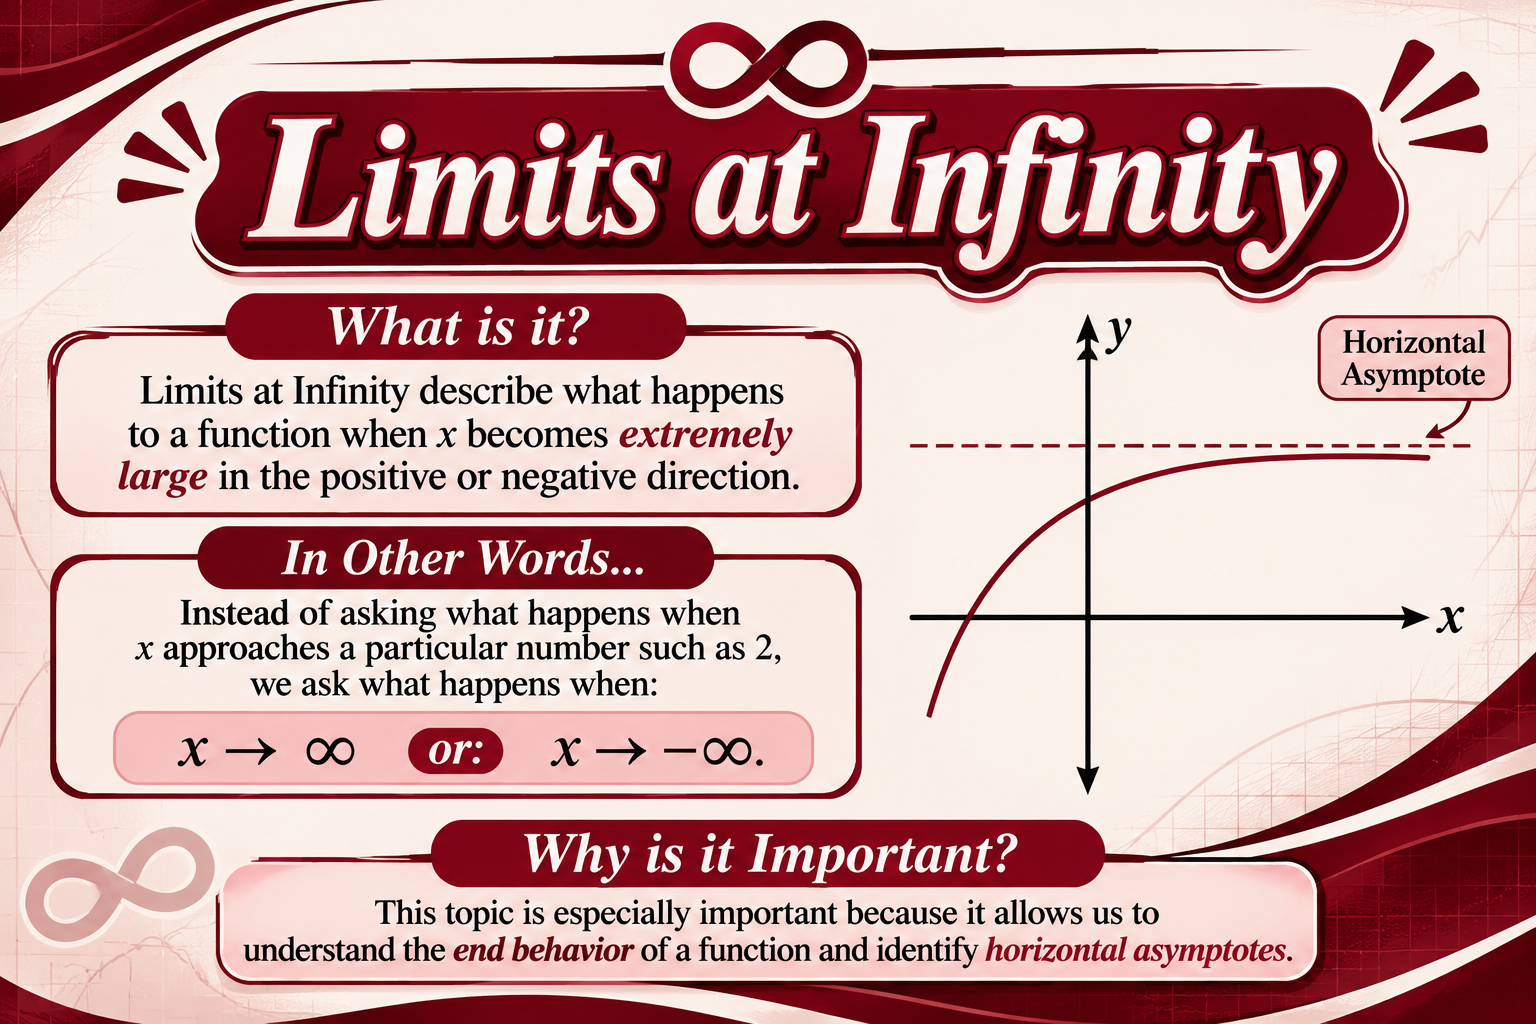 Limits at Infinity
What is it?
Limits at Infinity describe what happens
to a function when x becomes extremely
large in the positive or negative direction.
In Other Words...
Instead of asking what happens when
x approaches a particular number such as 2,
we ask what happens when:
x → ∞ or: x → −∞.
y
Horizontal
Asymptote
x
Why is it Important?
This topic is especially important because it allows us to
understand the end behavior of a function and identify horizontal asymptotes.